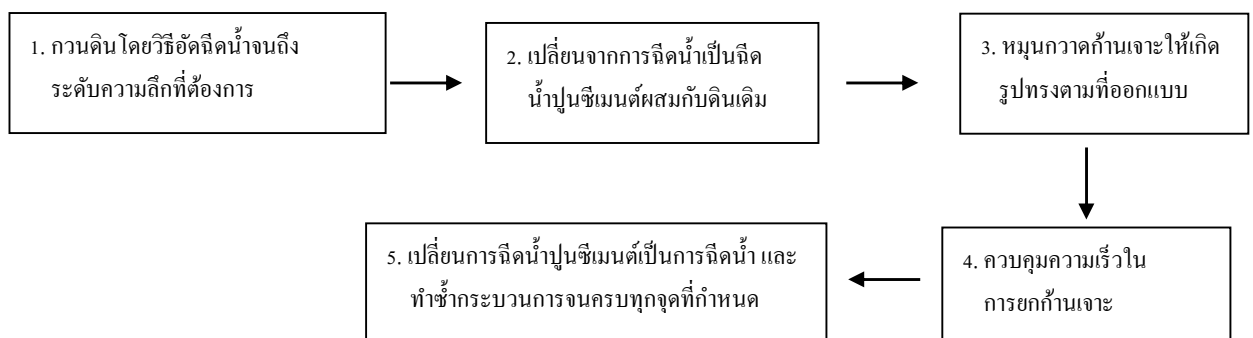 1. กวนดินโดยวิธีอัดฉีดน้ำจนถึง
ระดับความลึกที่ต้องการ
2. เปลี่ยนจากการฉีดน้ำเป็นฉีด
น้ำปูนซีเมนต์ผสมกับดินเดิม
3. หมุนกวาดก้านเจาะให้เกิด
รูปทรงตามที่ออกแบบ
4. ควบคุมความเร็วใน
การยกก้านเจาะ
5. เปลี่ยนการฉีดน้ำปูนซีเมนต์เป็นการฉีดน้ำ และ
ทำซ้ำกระบวนการจนครบทุกจุดที่กำหนด